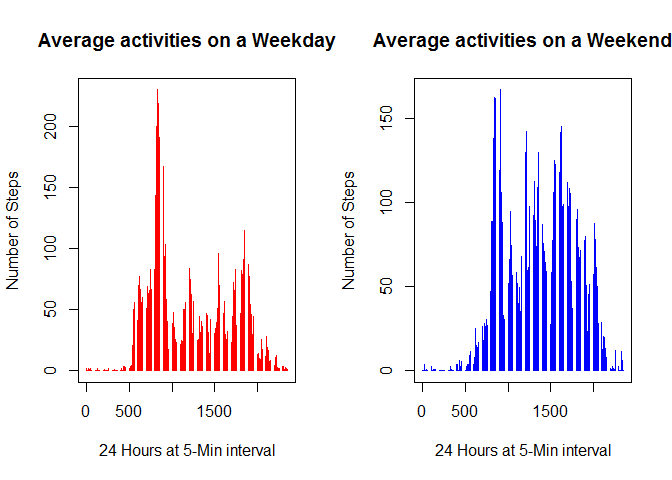 Average activities on a Weekday
Number of Steps
200
150
100
50
0
0 500 1500
24 Hours at 5-Min interval
Average activities on a Weekend
Number of Steps
150
100
50
0
0 500 1500
24 Hours at 5-Min interval